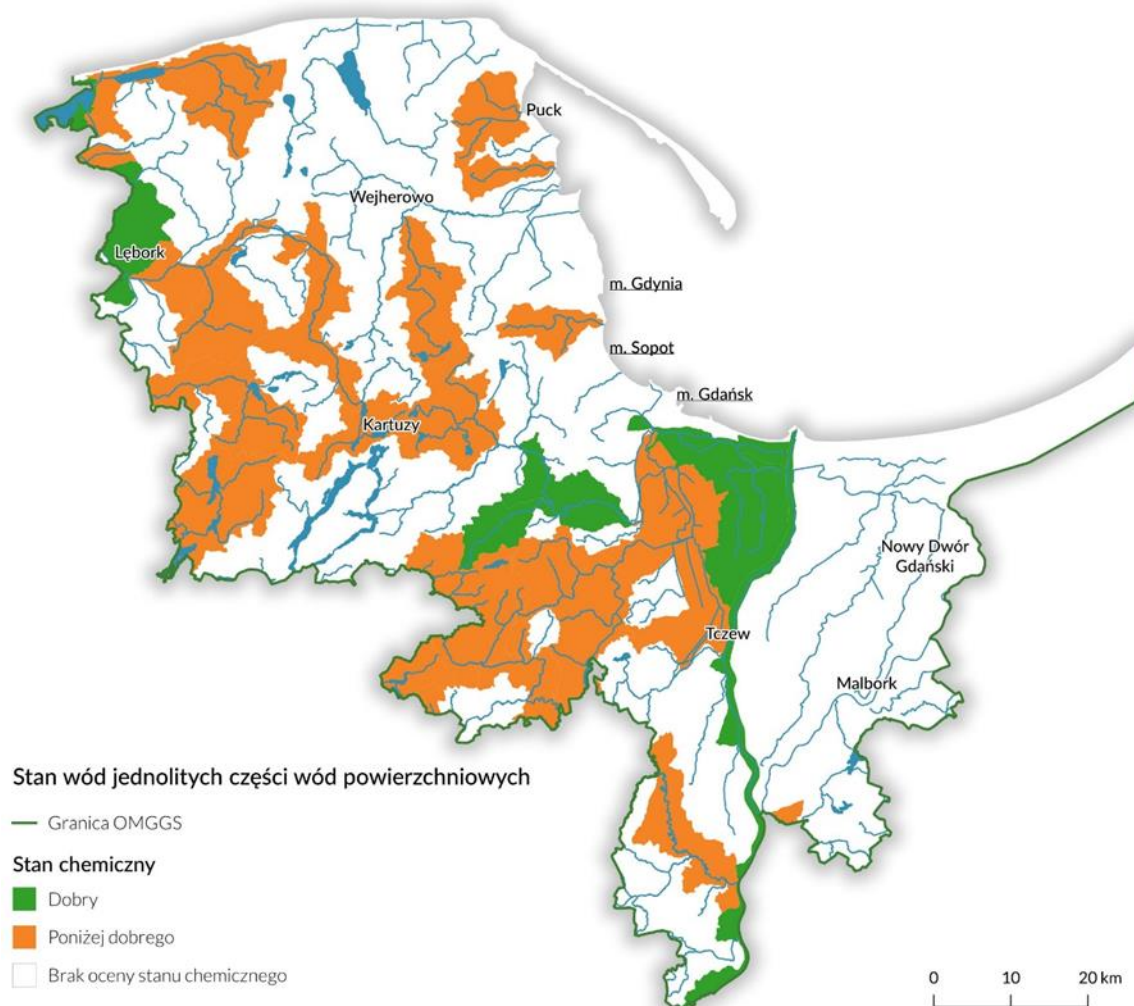 Puck
Wejherowo
Lębork
m. Gdynia
m. Sopot
m. Gdańsk
Kartuzy
Nowy Dwór
Gdański
Tczew
Malbork
Stan wód jednolitych części wód powierzchniowych
Granica OMGGS
Stan chemiczny
Dobry
Poniżej dobrego
Brak oceny stanu chemicznego
0 10 20 km